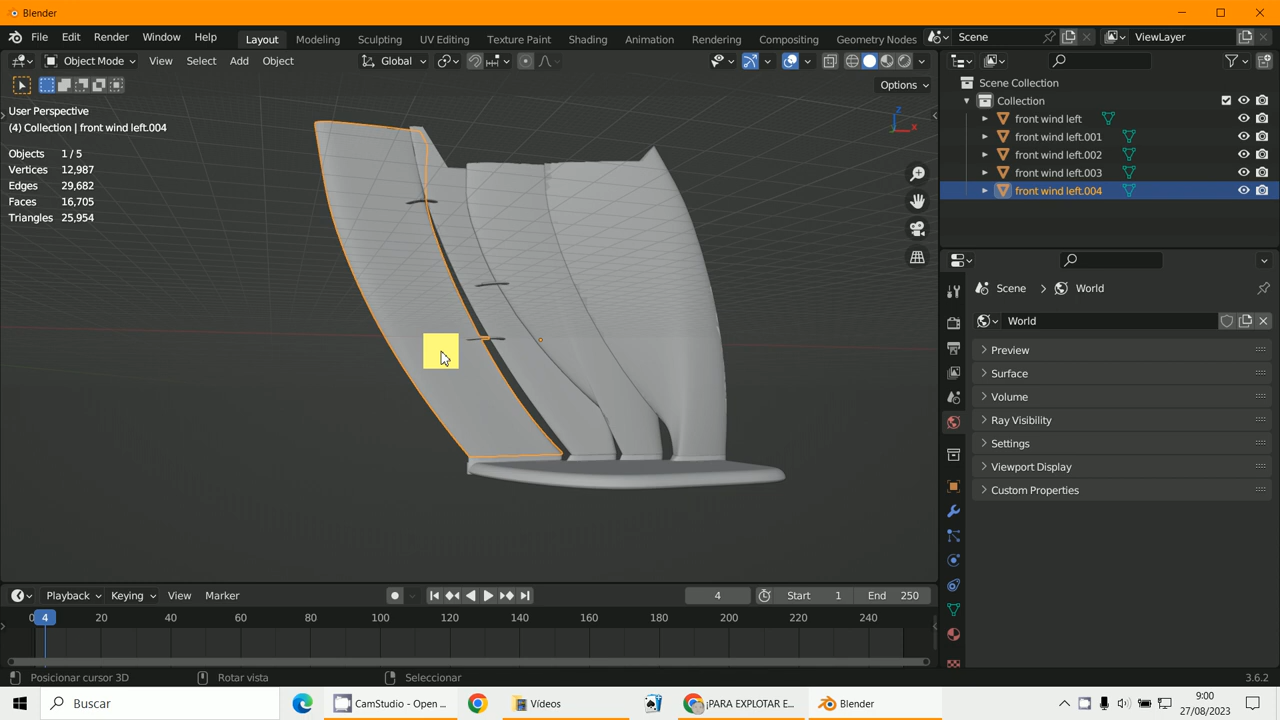 Blender
File Edit Render Window Help
Layout Modeling Sculpting UV Editing Texture Paint Shading Animation Rendering Compositing Geometry Nodes
Scene
ViewLayer
Object Mode View Select Add Object
Global
Options
User Perspective
(4) Collection | front wind left.004
Objects 1 / 5
Vertices 12,987
Edges 29,682
Faces 16,705
Triangles 25,954
Z
X
Scene Collection
Collection
front wind left
front wind left.001
front wind left.002
front wind left.003
front wind left.004
Scene > World
World
Preview
Surface
Volume
Ray Visibility
Settings
Viewport Display
Custom Properties
Playback Keying View Marker
4
Start 1
End 250
0 4 20 40 60 80 100 120 140 160 180 200 220 240
Posicionar cursor 3D Rotar vista Seleccionar 3.6.2
Buscar
CamStudio - Open ...
Vídeos
¡PARA EXPLOTAR E...
Blender
9:00
27/08/2023